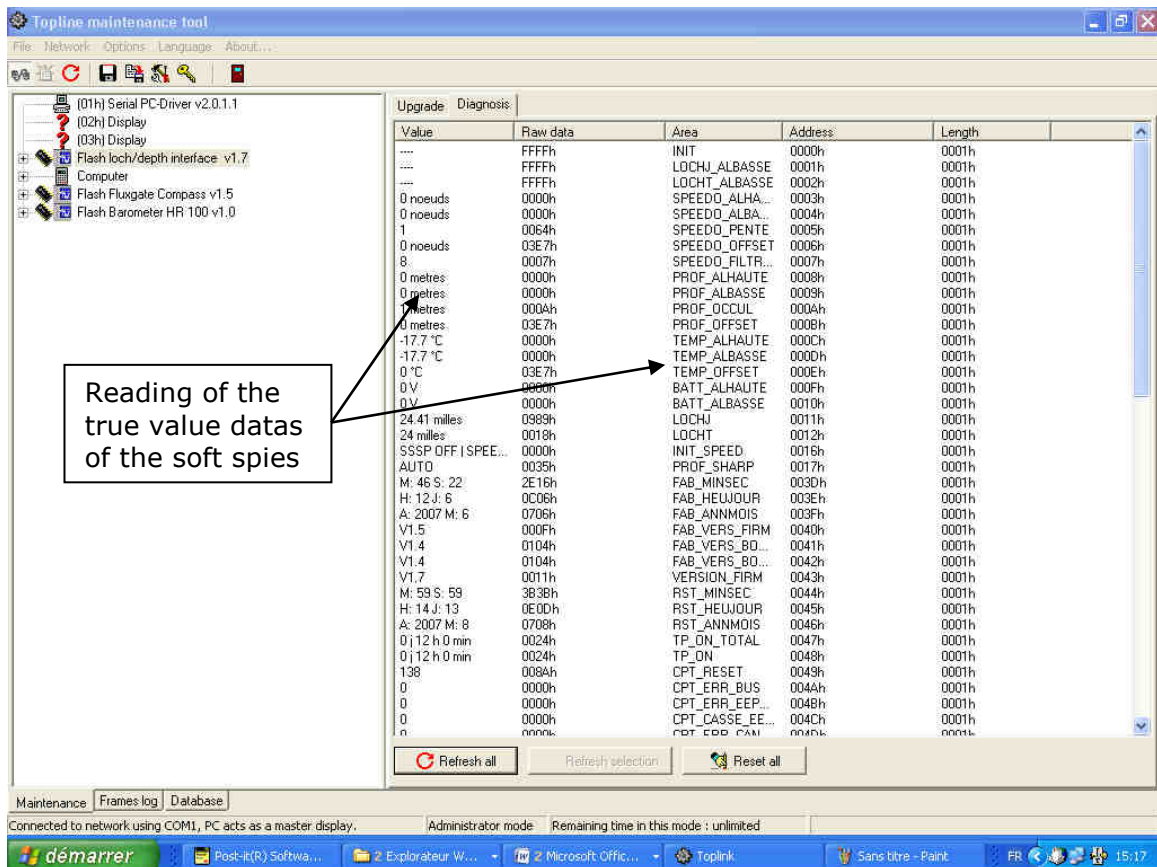 Topline maintenance tool
File Network Options Language About...
(01h) Serial PC-Driver v2.0.1.1
(02h) Display
(03h) Display
Flash loch/depth interface v1.7
Computer
Flash Fluxgate Compass v1.5
Flash Barometer HR 100 v1.0
Upgrade Diagnosis
Value Raw data Area Address Length
---- FFFFh INIT 0000h 0001h
---- FFFFh LOCHJ_ALBASSE 0001h 0001h
---- FFFFh LOCHT_ALBASSE 0002h 0001h
0 noeuds 0000h SPEEDO_ALHA... 0003h 0001h
0 noeuds 0000h SPEEDO_ALBA... 0004h 0001h
1 0064h SPEEDO_PENTE 0005h 0001h
0 noeuds 03E7h SPEEDO_OFFSET 0006h 0001h
8 0007h SPEEDO_FILTR... 0007h 0001h
0 metres 0000h PROF_ALHAUTE 0008h 0001h
0 metres 0000h PROF_ALBASSE 0009h 0001h
1 metres 000Ah PROF_OCCUL 000Ah 0001h
0 metres 03E7h PROF_OFFSET 000Bh 0001h
-17.7 °C 0000h TEMP_ALHAUTE 000Ch 0001h
-17.7 °C 0000h TEMP_ALBASSE 000Dh 0001h
0 °C 03E7h TEMP_OFFSET 000Eh 0001h
0 V 0000h BATT_ALHAUTE 000Fh 0001h
0 V 0000h BATT_ALBASSE 0010h 0001h
24.41 milles 0989h LOCHJ 0011h 0001h
24 milles 0018h LOCHT 0012h 0001h
SSSP OFF | SPEE... 0000h INIT_SPEED 0016h 0001h
AUTO 0035h PROF_SHARP 0017h 0001h
M: 46 S: 22 2E16h FAB_MINSEC 003Dh 0001h
H: 12 J: 6 0C06h FAB_HEUJOUR 003Eh 0001h
A: 2007 M: 6 0706h FAB_ANNMOIS 003Fh 0001h
V1.5 000Fh FAB_VERS_FIRM 0040h 0001h
V1.4 0104h FAB_VERS_BO... 0041h 0001h
V1.4 0104h FAB_VERS_BO... 0042h 0001h
V1.7 0011h VERSION_FIRM 0043h 0001h
M: 59 S: 59 3B3Bh RST_MINSEC 0044h 0001h
H: 14 J: 13 0E0Dh RST_HEUJOUR 0045h 0001h
A: 2007 M: 8 0708h RST_ANNMOIS 0046h 0001h
0 j 12 h 0 min 0024h TP_ON_TOTAL 0047h 0001h
0 j 12 h 0 min 0024h TP_ON 0048h 0001h
138 008Ah CPT_RESET 0049h 0001h
0 0000h CPT_ERR_BUS 004Ah 0001h
0 0000h CPT_ERR_EEP... 004Bh 0001h
0 0000h CPT_CASSE_EE... 004Ch 0001h
0 0000h CPT_ERR_CAN 004Dh 0001h
Reading of the
true value datas
of the soft spies
Refresh all Refresh selection Reset all
Maintenance Frames log Database
Connected to network using COM1, PC acts as a master display. Administrator mode Remaining time in this mode : unlimited
démarrer Post-it(R) Softwa... 2 Explorateur W... 2 Microsoft Offic... Toplink Sans titre - Paint FR 15:17